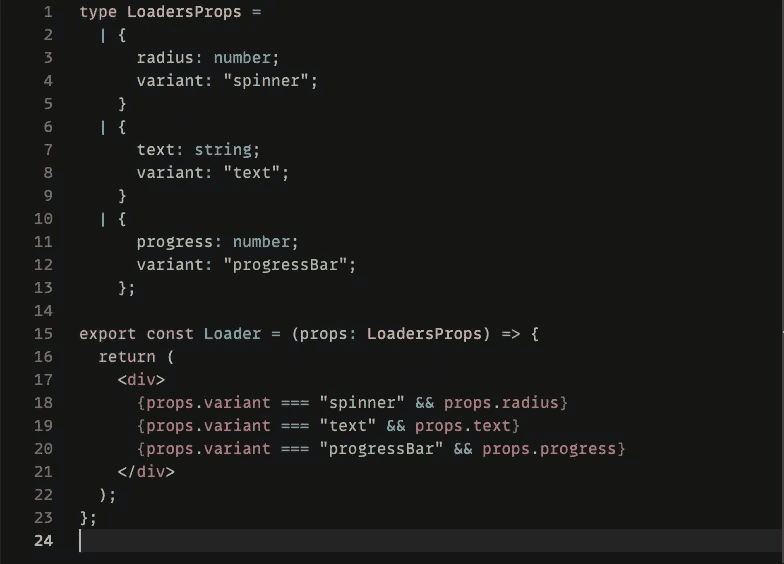 1 type LoadersProps =
2   | {
3       radius: number;
4       variant: "spinner";
5     }
6   | {
7       text: string;
8       variant: "text";
9     }
10   | {
11       progress: number;
12       variant: "progressBar";
13     };
14
15 export const Loader = (props: LoadersProps) => {
16   return (
17     <div>
18       {props.variant === "spinner" && props.radius}
19       {props.variant === "text" && props.text}
20       {props.variant === "progressBar" && props.progress}
21     </div>
22   );
23 };
24